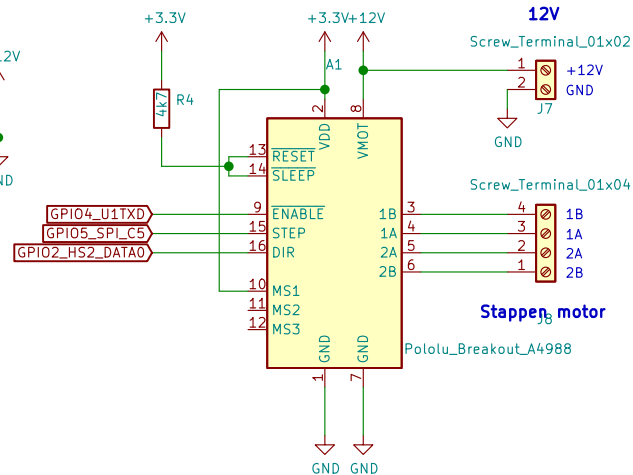 12V
+3.3V
+3.3V
+12V
Screw_Terminal_01x02
2V
A1
1
+12V
2
GND
J7
4k7
R4
2
8
VDD
VMOT
GND
13
RESET
14
SLEEP
ND
Screw_Terminal_01x04
GPIO4_U1TXD
9
ENABLE
1B
3
4
1B
GPIO5_SPI_C5
15
STEP
1A
4
3
1A
GPIO2_HS2_DATA0
16
DIR
2A
5
2
2A
2B
6
1
2B
10
MS1
11
MS2
12
MS3
Stappen motor
J8
GND
GND
Pololu_Breakout_A4988
1
7
GND
GND